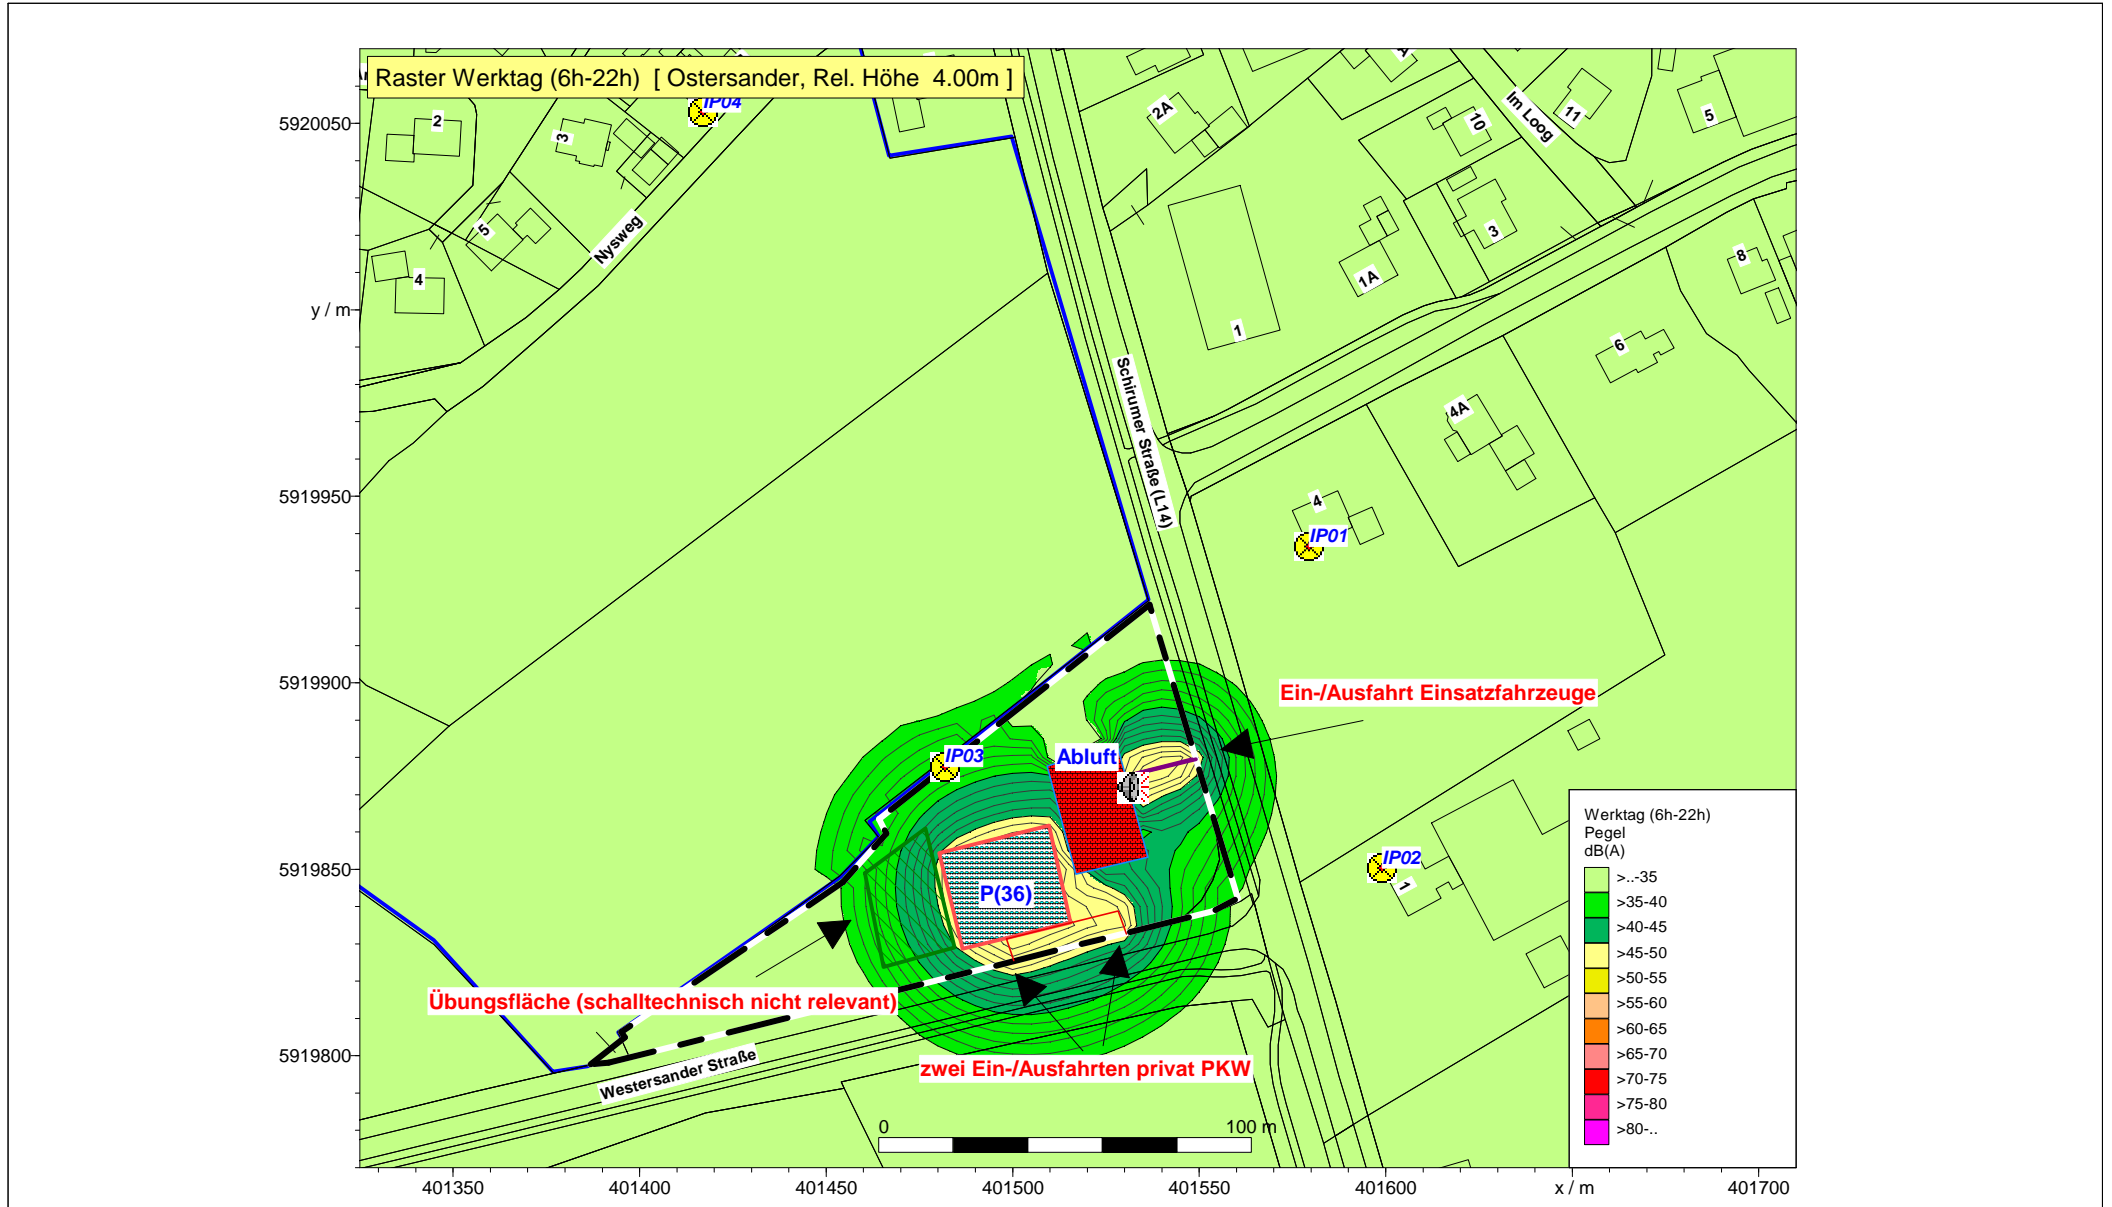 Raster Werktag (6h-22h) [ Ostersander, Rel. Höhe 4.00m ]
IP04
5920050
2
3
2A
10
Im Loog
11
5
5
Nysweg
4
3
1A
8
y / m
1
6
Schirumer Straße (L14)
4A
5919950
4
IP01
5919900
Ein-/Ausfahrt Einsatzfahrzeuge
IP03
Abluft
5919850
P(36)
IP02
1
Übungsfläche (schalltechnisch nicht relevant)
5919800
Westersander Straße
zwei Ein-/Ausfahrten privat PKW
0
100 m
Werktag (6h-22h)
Pegel
dB(A)
>..-35
>35-40
>40-45
>45-50
>50-55
>55-60
>60-65
>65-70
>70-75
>75-80
>80-..
401350
401400
401450
401500
401550
401600
x / m
401700